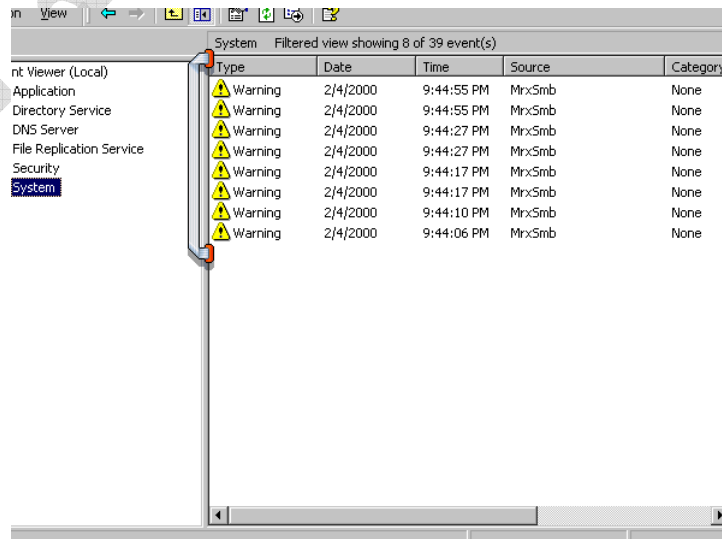 on View
System Filtered view showing 8 of 39 event(s)
nt Viewer (Local)
Application
Directory Service
DNS Server
File Replication Service
Security
System
Type Date Time Source Category
Warning 2/4/2000 9:44:55 PM MrxSmb None
Warning 2/4/2000 9:44:55 PM MrxSmb None
Warning 2/4/2000 9:44:27 PM MrxSmb None
Warning 2/4/2000 9:44:27 PM MrxSmb None
Warning 2/4/2000 9:44:17 PM MrxSmb None
Warning 2/4/2000 9:44:17 PM MrxSmb None
Warning 2/4/2000 9:44:10 PM MrxSmb None
Warning 2/4/2000 9:44:06 PM MrxSmb None